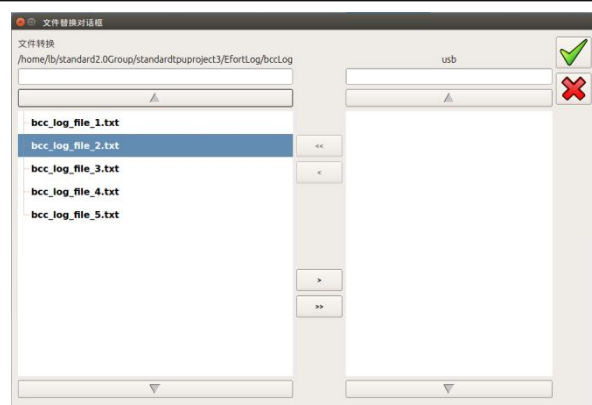 文件替换对话框
文件转换
/home/lb/standard2.0Group/standardtpuproject3/EfortLog/bccLog
usb
bcc_log_file_1.txt
bcc_log_file_2.txt
<<
bcc_log_file_3.txt
<
bcc_log_file_4.txt
bcc_log_file_5.txt
>
>>